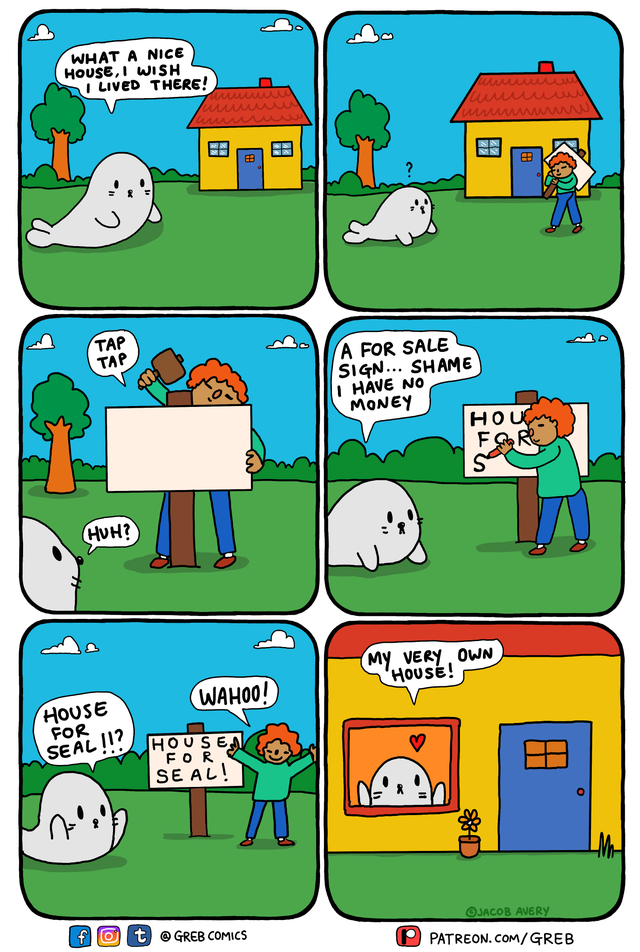 WHAT A NICE
HOUSE, I WISH
I LIVED THERE!
?
TAP
TAP
HUH?
A FOR SALE
SIGN... SHAME
I HAVE NO
MONEY
HOU
FOR
S
HOUSE
FOR
SEAL!!?
WAHOO!
HOUSE
FOR
SEAL!
MY VERY OWN
HOUSE!
©JACOB AVERY
f t @GREB COMICS
PATREON.COM/GREB